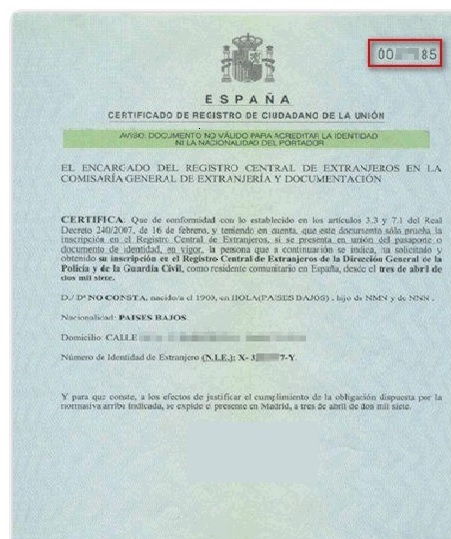 00 85
ESPAÑA
CERTIFICADO DE REGISTRO DE CIUDADANO DE LA UNIÓN
AVISO: DOCUMENTO NO VÁLIDO PARA ACREDITAR LA IDENTIDAD
NI LA NACIONALIDAD DEL PORTADOR
EL ENCARGADO DEL REGISTRO CENTRAL DE EXTRANJEROS EN LA
COMISARÍA GENERAL DE EXTRANJERÍA Y DOCUMENTACIÓN
CERTIFICA: Que de conformidad con lo establecido en los artículos 3.3 y 7.1 del Real
Decreto 240/2007, de 16 de febrero, y teniendo en cuenta, que este documento sólo prueba la
inscripción en el Registro Central de Extranjeros, si se presenta en unión del pasaporte o
documento de identidad, en vigor, la persona que a continuación se indica, ha solicitado y
obtenido su inscripción en el Registro Central de Extranjeros de la Dirección General de la
Policía y de la Guardia Civil, como residente comunitario en España, desde el tres de abril de
dos mil siete.
D./Dª NO CONSTA, nacido/a el 1909, en HOLA(PAISES BAJOS), hijo de NMN y de NNN.
Nacionalidad: PAISES BAJOS.
Domicilio: CALLE
Número de Identidad de Extranjero (N.I.E.): X- 3 7-Y.
Y para que conste, a los efectos de justificar el cumplimiento de la obligación dispuesta por la
normativa arriba indicada, se expide el presente en Madrid, a tres de abril de dos mil siete.